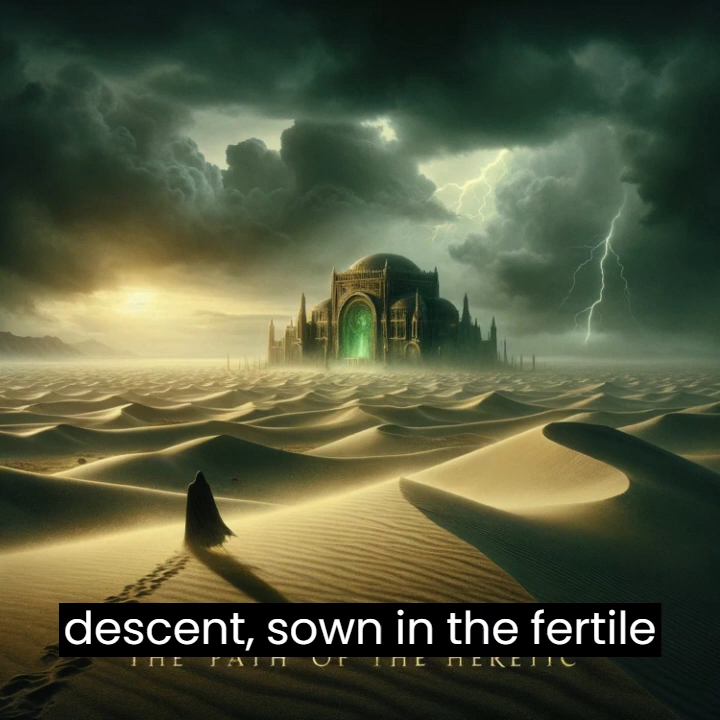 descent, sown in the fertile
THE PATH OF THE HERETIC